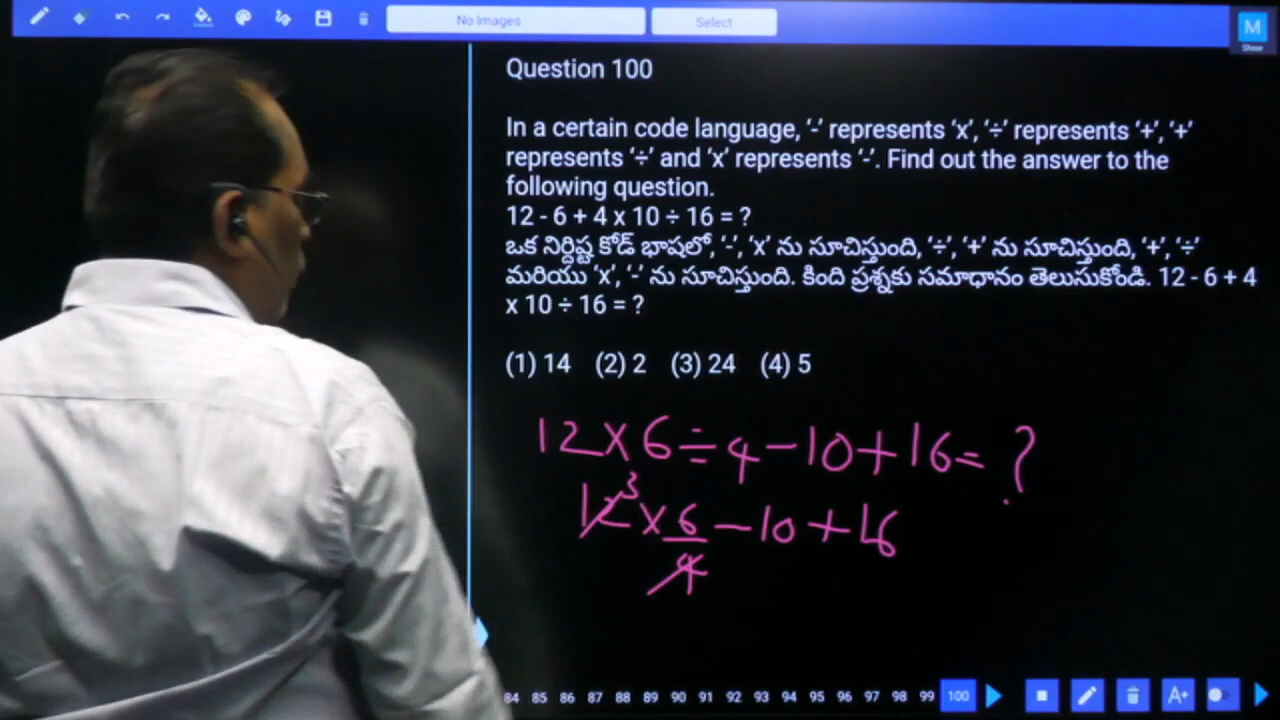 No Images
Select
M
Show
Question 100
In a certain code language, ‘-’ represents ‘x’, ‘÷’ represents ‘+’, ‘+’
represents ‘÷’ and ‘x’ represents ‘-’. Find out the answer to the
following question.
12 - 6 + 4 x 10 ÷ 16 = ?
ఒక నిర్దిష్ట కోడ్ భాషలో, ‘-’, ‘x’ ను సూచిస్తుంది, ‘÷’, ‘+’ ను సూచిస్తుంది, ‘+’, ‘÷’
మరియు ‘x’, ‘-’ ను సూచిస్తుంది. కింది ప్రశ్నకు సమాధానం తెలుసుకోండి. 12 - 6 + 4
x 10 ÷ 16 = ?
(1) 14 (2) 2 (3) 24 (4) 5
12 × 6 ÷ 4 - 10 + 16 = ?
3
12 × 6 - 10 + 16
4
84 85 86 87 88 89 90 91 92 93 94 95 96 97 98 99 100
A+